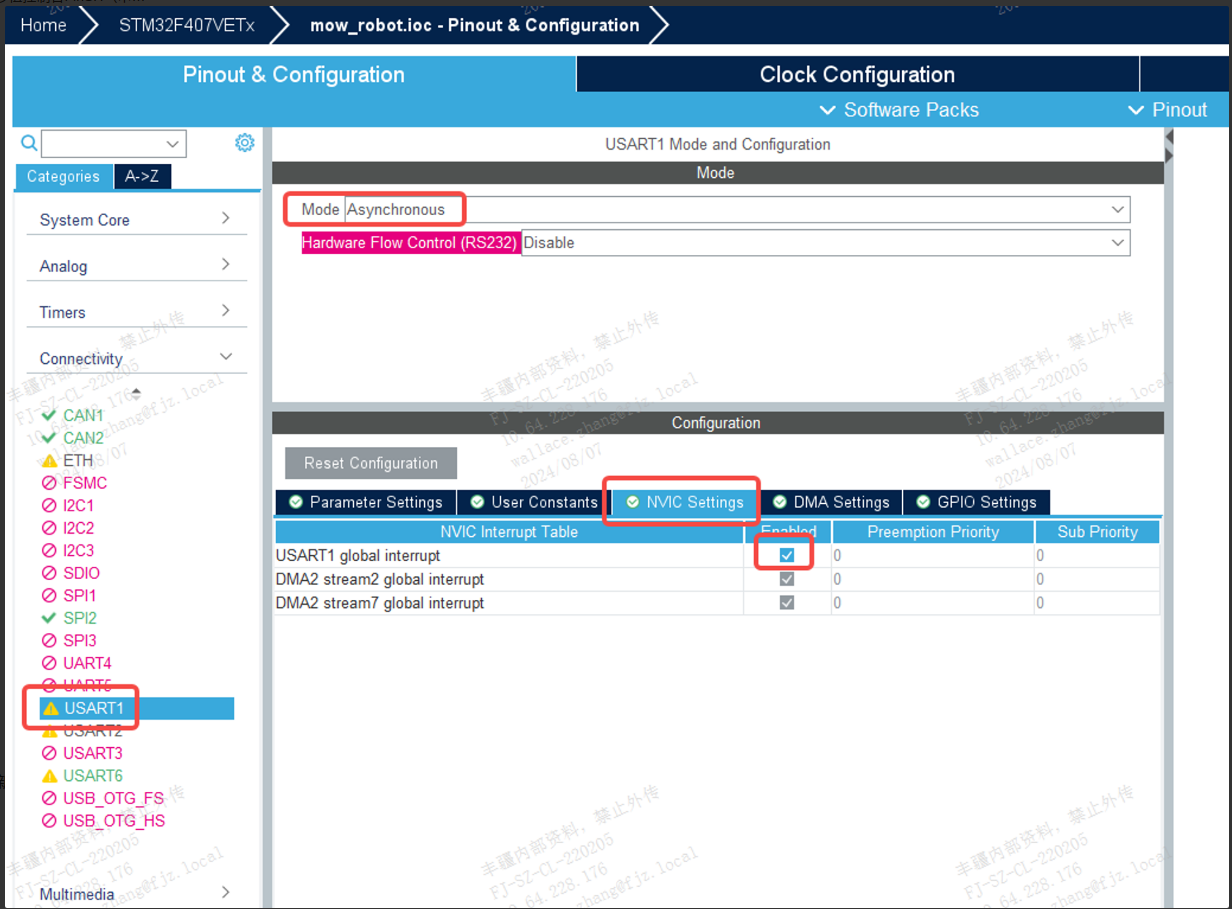 Home
STM32F407VETx
mow_robot.ioc - Pinout & Configuration
Pinout & Configuration
Clock Configuration
Software Packs
Pinout
Categories
A->Z
System Core
Analog
Timers
Connectivity
CAN1
CAN2
ETH
FSMC
I2C1
I2C2
I2C3
SDIO
SPI1
SPI2
SPI3
UART4
UART5
USART1
USART2
USART3
USART6
USB_OTG_FS
USB_OTG_HS
Multimedia
USART1 Mode and Configuration
Mode
Mode Asynchronous
Hardware Flow Control (RS232) Disable
Configuration
Reset Configuration
Parameter Settings
User Constants
NVIC Settings
DMA Settings
GPIO Settings
NVIC Interrupt Table Enabled Preemption Priority Sub Priority
USART1 global interrupt 0 0
DMA2 stream2 global interrupt 0 0
DMA2 stream7 global interrupt 0 0
丰疆内部资料，禁止外传
FJ-SZ-CL-220205
10.64.228.176
wallace.zhang@fjz.local
2024/08/07